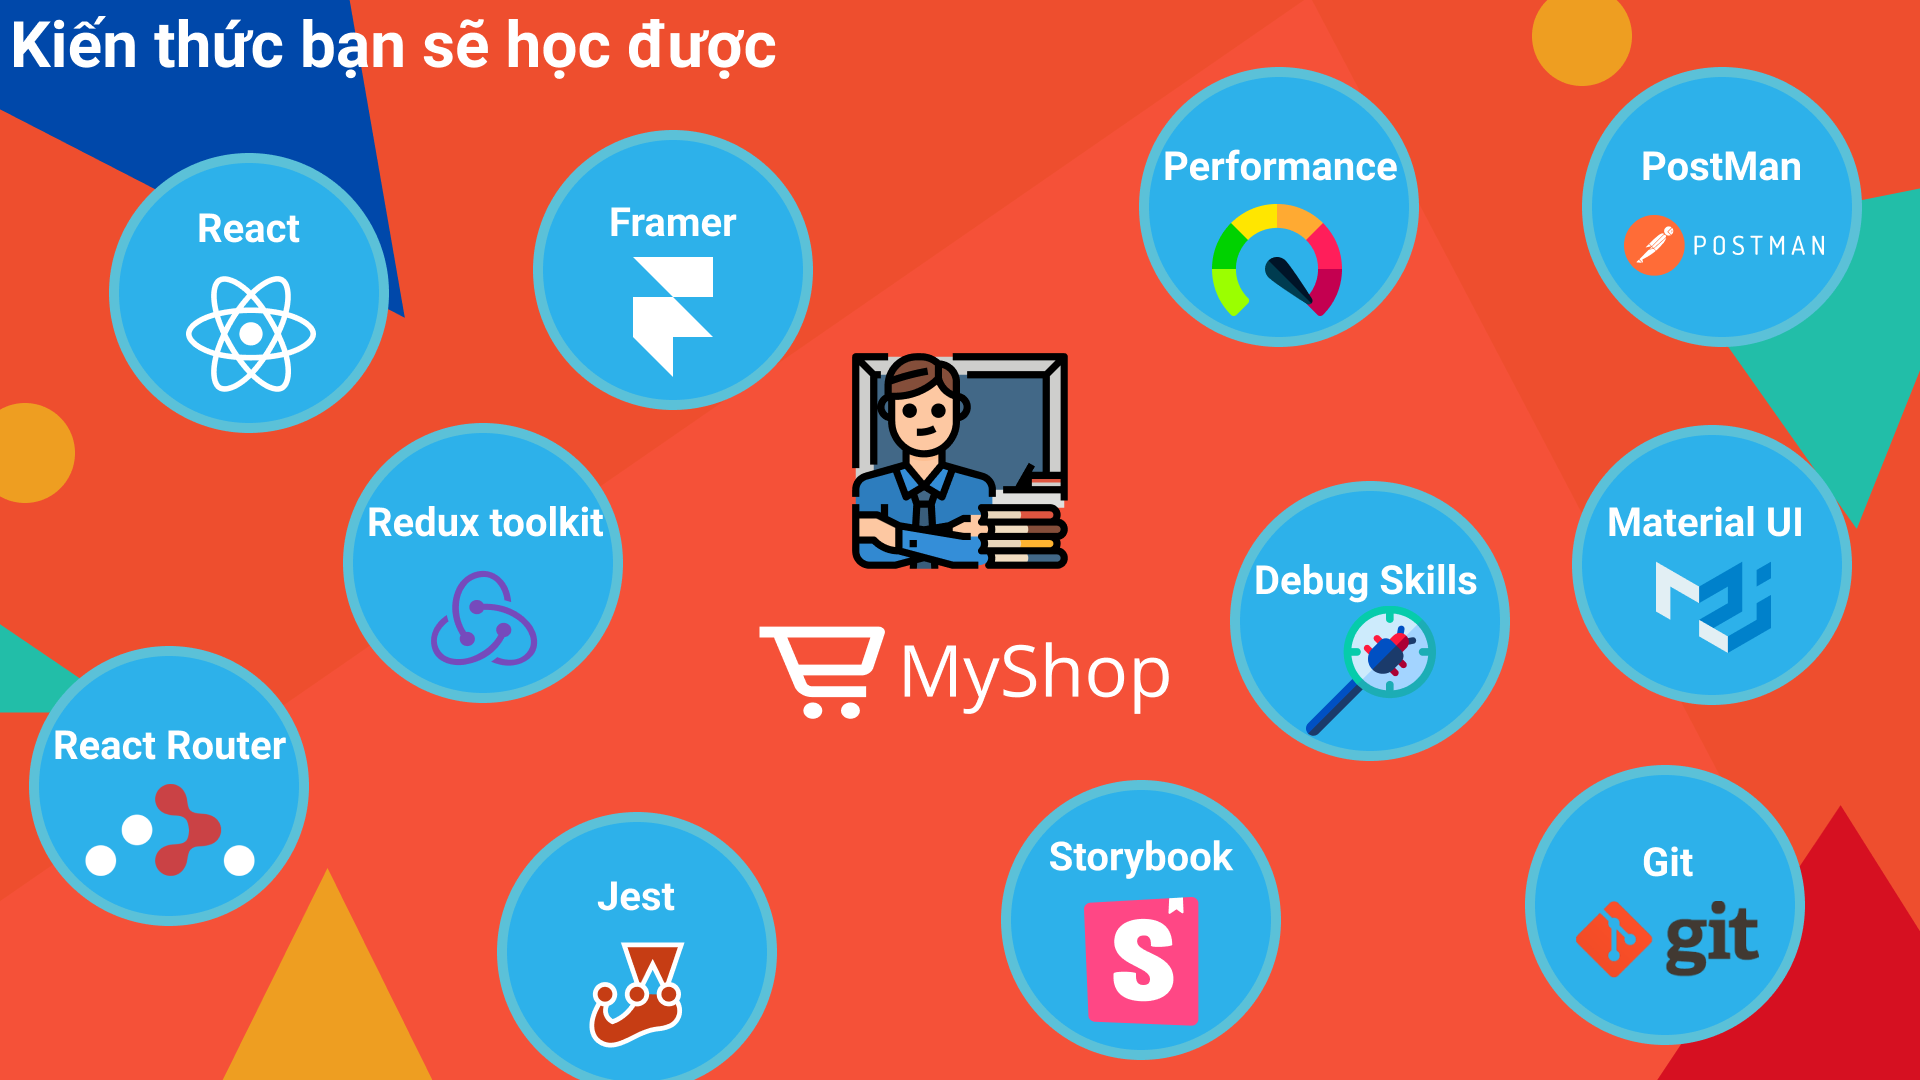 Kiến thức bạn sẽ học được
React
Framer
Performance
PostMan
POSTMAN
Redux toolkit
Material UI
Debug Skills
MyShop
React Router
Jest
Storybook
S
Git
git